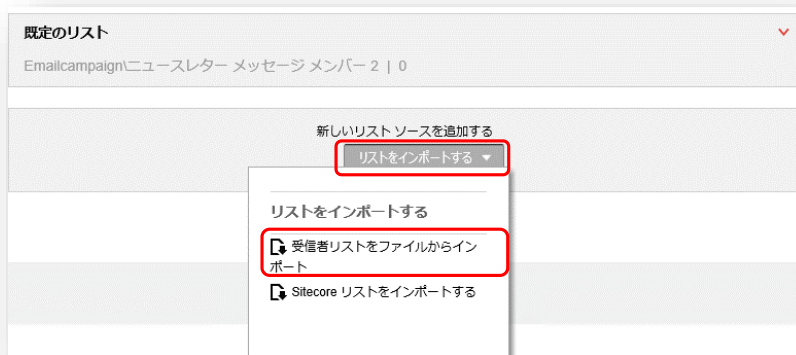 既定のリスト
Emailcampaign\ニュースレター メッセージ メンバー 2 | 0
新しいリスト ソースを追加する
リストをインポートする
リストをインポートする
受信者リストをファイルからイン
ポート
Sitecore リストをインポートする